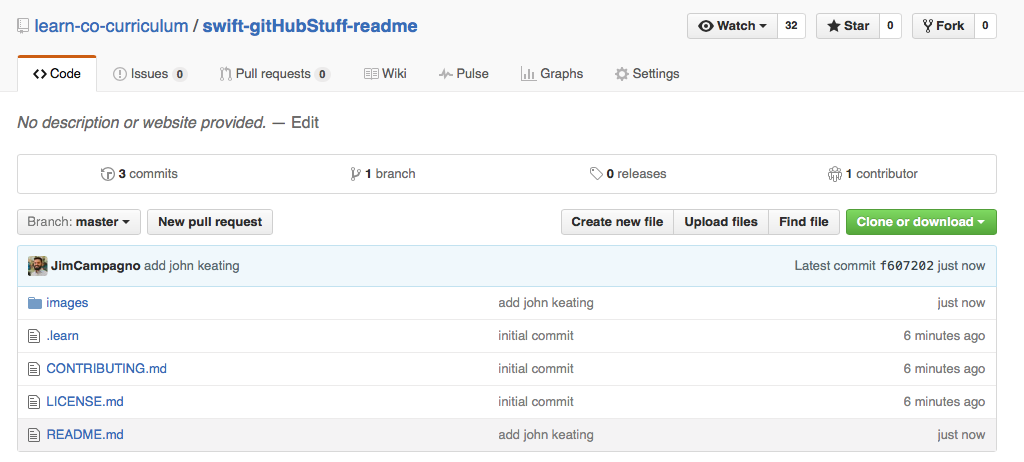 learn-co-curriculum / swift-gitHubStuff-readme Watch 32 Star 0 Fork 0
Code Issues 0 Pull requests 0 Wiki Pulse Graphs Settings
No description or website provided. — Edit
3 commits 1 branch 0 releases 1 contributor
Branch: master New pull request Create new file Upload files Find file Clone or download
JimCampagno add john keating Latest commit f607202 just now
images add john keating just now
.learn initial commit 6 minutes ago
CONTRIBUTING.md initial commit 6 minutes ago
LICENSE.md initial commit 6 minutes ago
README.md add john keating just now